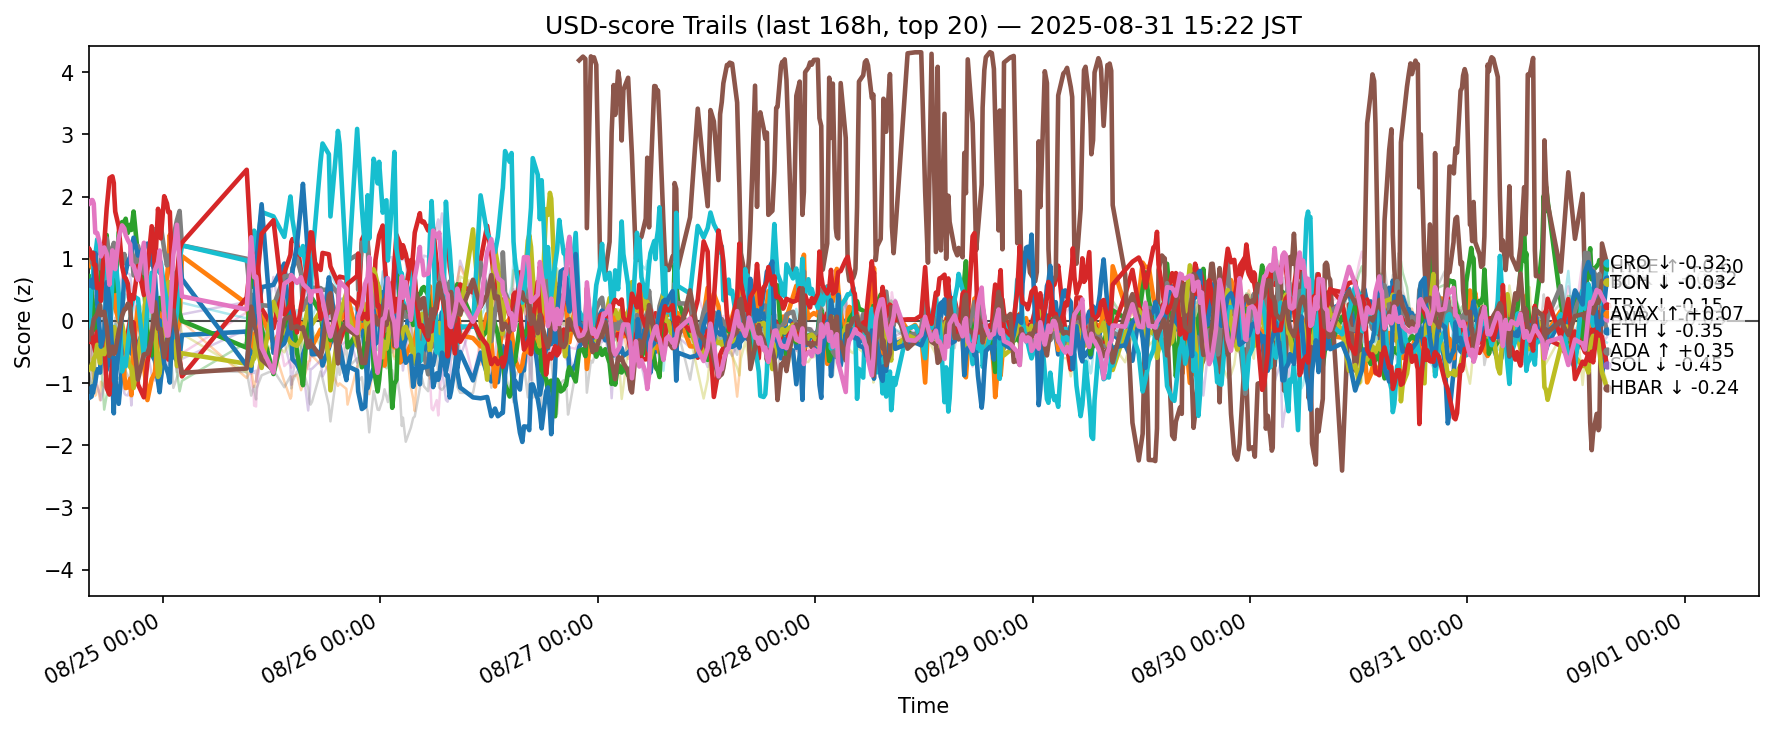 USD-score Trails (last 168h, top 20) — 2025-08-31 15:22 JST
Score (z)
4
3
2
1
0
−1
−2
−3
−4
CRO ↓ -0.32
TON ↓ -0.03
TRX ↓ -0.15
AVAX ↑ +0.07
ETH ↓ -0.35
ADA ↑ +0.35
SOL ↓ -0.45
HBAR ↓ -0.24
08/25 00:00
08/26 00:00
08/27 00:00
08/28 00:00
08/29 00:00
08/30 00:00
08/31 00:00
09/01 00:00
Time